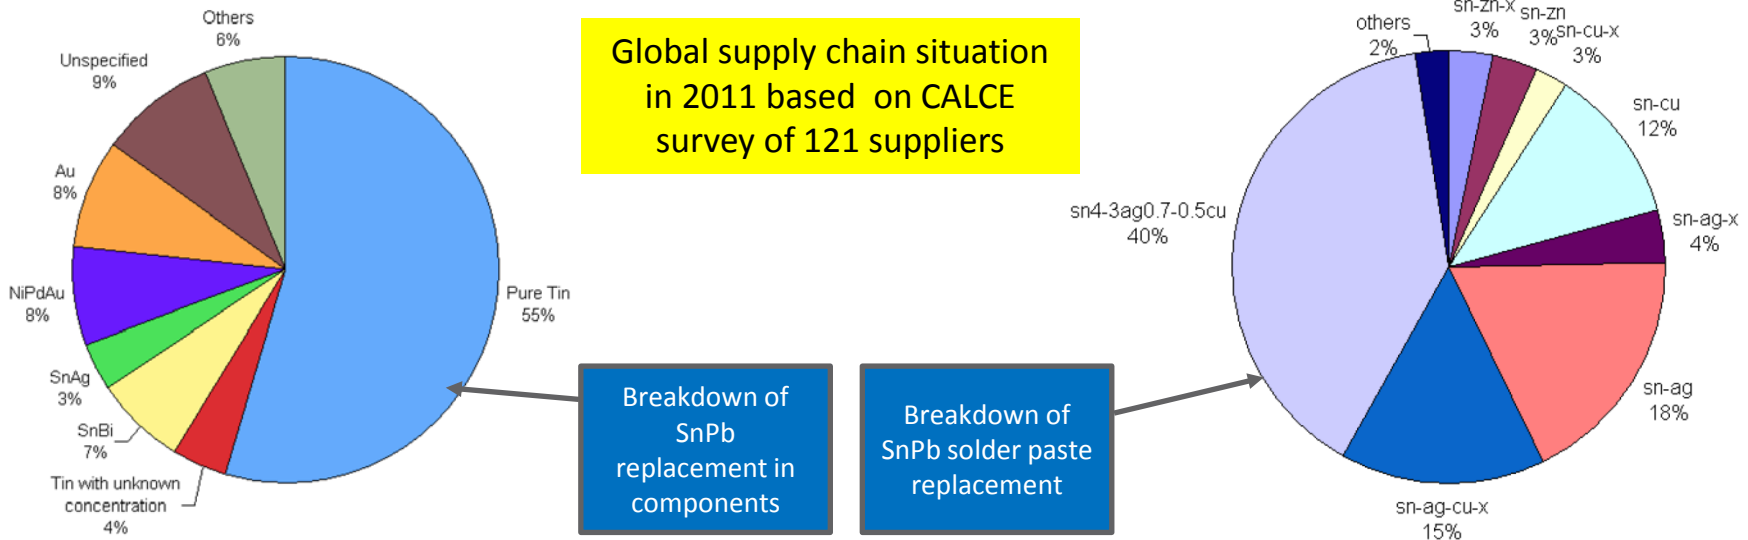 Others
6%
Unspecified
9%
Au
8%
NiPdAu
8%
SnAg
3%
SnBi
7%
Tin with unknown
concentration
4%
Pure Tin
55%
Global supply chain situation
in 2011 based on CALCE
survey of 121 suppliers
Breakdown of
SnPb
replacement in
components
Breakdown of
SnPb solder paste
replacement
others
2%
sn-zn-x
3%
sn-zn
3%
sn-cu-x
3%
sn-cu
12%
sn-ag-x
4%
sn-ag
18%
sn-ag-cu-x
15%
sn4-3ag0.7-0.5cu
40%